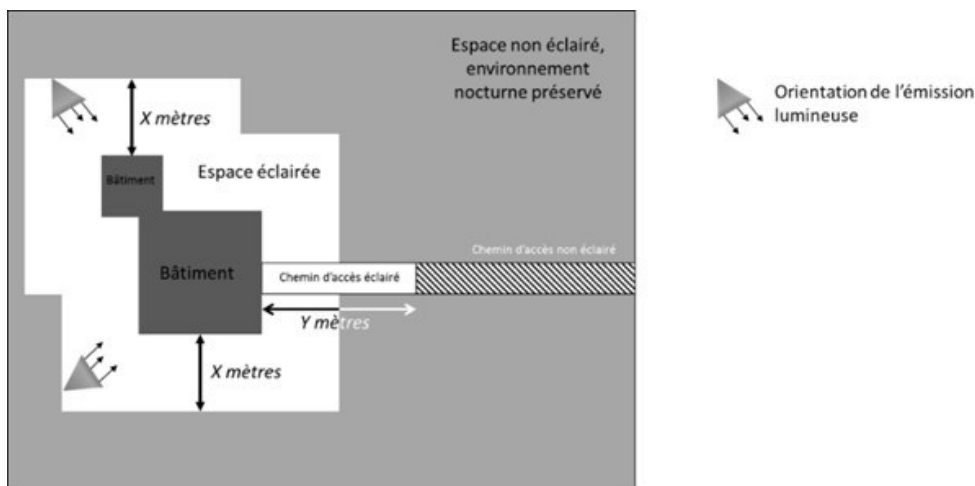 Espace non éclairé,
environnement
nocturne préservé
Orientation de l'émission
lumineuse
X mètres
Bâtiment
Espace éclairée
Bâtiment
Chemin d'accès éclairé
Chemin d'accès non éclairé
Y mètres
X mètres